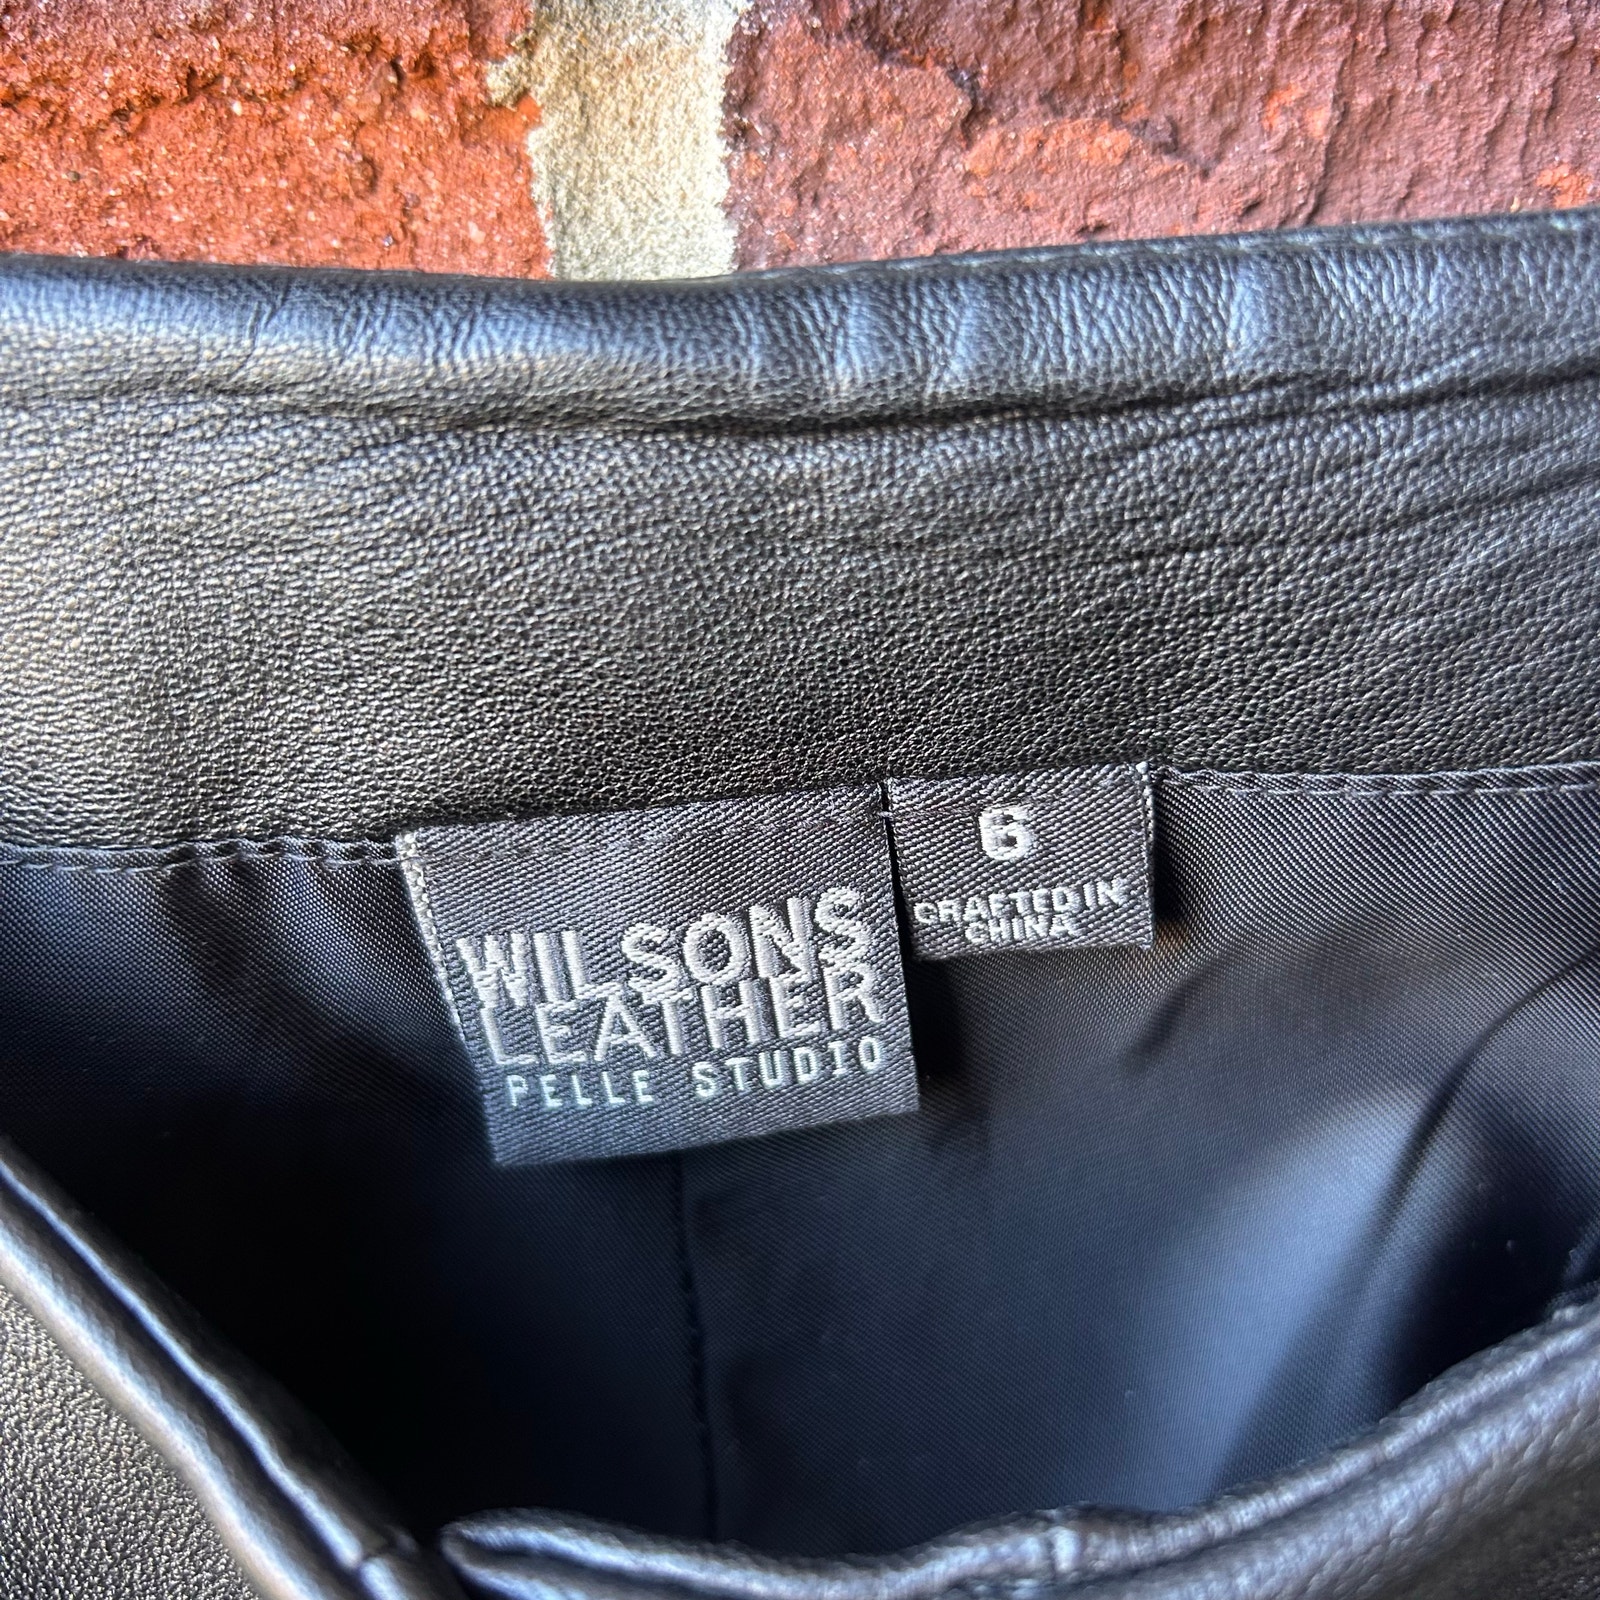 WILSONS
LEATHER
PELLE STUDIO
6
CRAFTED IN
CHINA